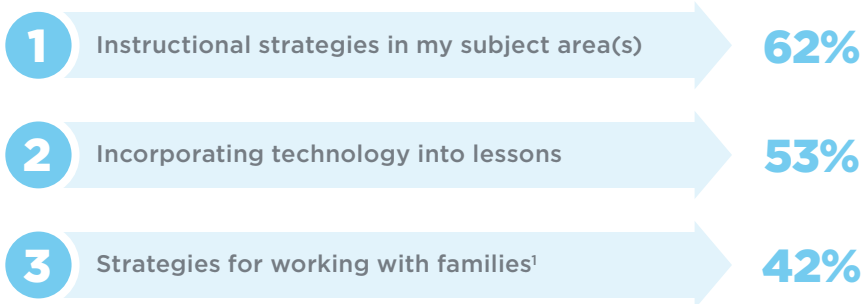 1 Instructional strategies in my subject area(s) 62%
2 Incorporating technology into lessons 53%
3 Strategies for working with families¹ 42%